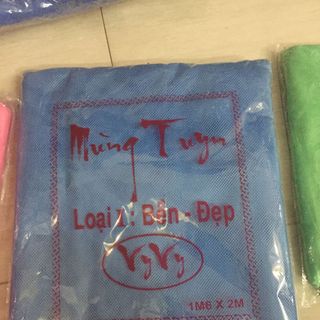 Mùng Tuyn
Loại 1: Bền - Đẹp
VyVy
1M6 X 2M